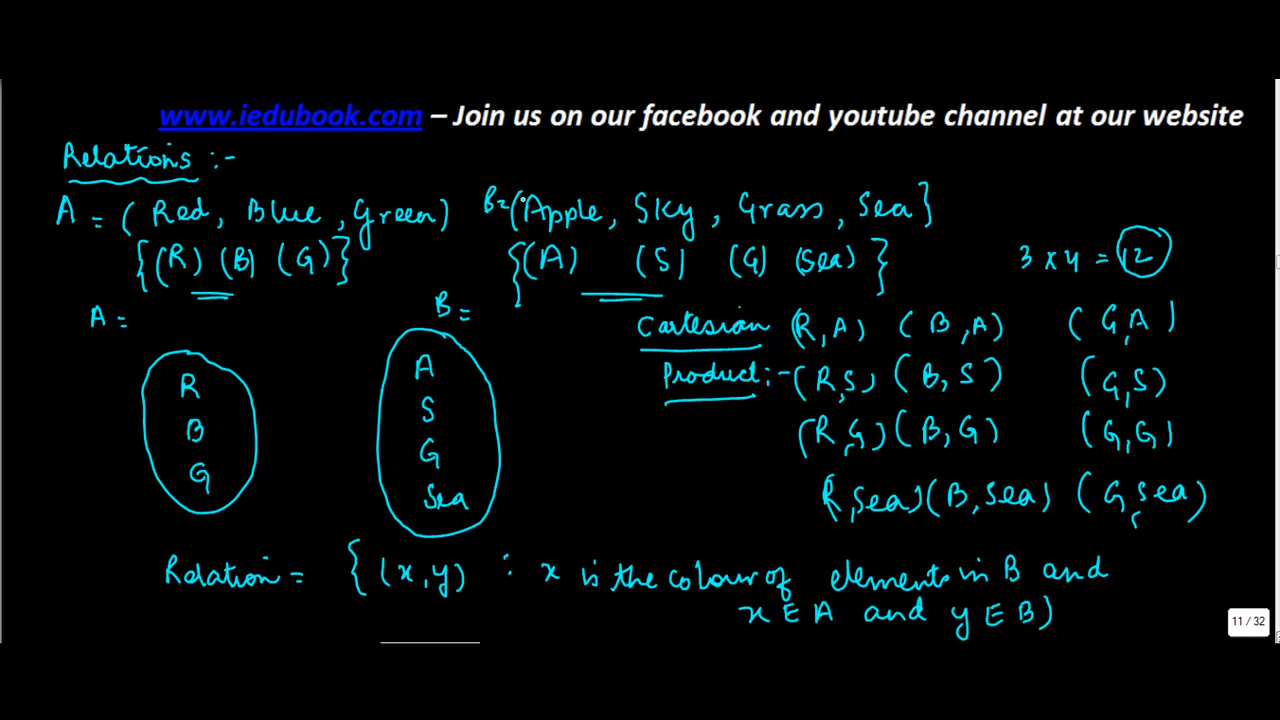 www.iedubook.com – Join us on our facebook and youtube channel at our website
Relations :-
A = ( Red, Blue, Green) B=(Apple, Sky, Grass, Sea}
{(R) (B) (G)} {(A) (S) (G) (Sea)} 3 x 4 = 12
A = B =
R
B
G
A
S
G
Sea
Cartesian (R, A) (B, A) (G, A)
Product :- (R, S) (B, S) (G, S)
(R, G) (B, G) (G, G)
R, Sea) (B, Sea) (G, Sea)
Relation = { (x, y) : x is the colour of elements in B and
x E A and y E B)
11 / 32